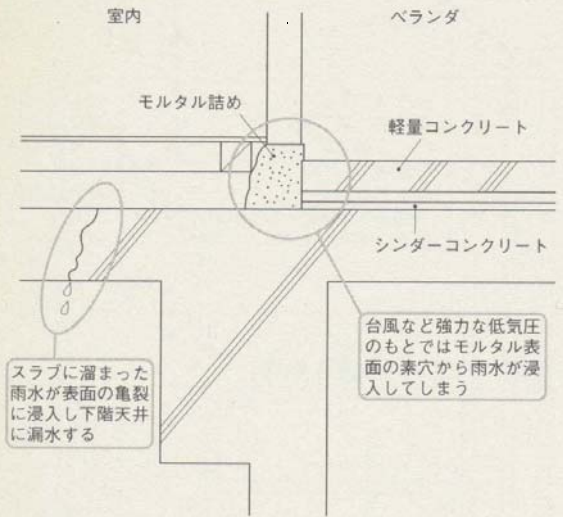 室内
ベランダ
モルタル詰め
軽量コンクリート
シンダーコンクリート
台風など強力な低気圧
のもとではモルタル表
面の素穴から雨水が浸
入してしまう
スラブに溜まった
雨水が表面の亀裂
に浸入し下階天井
に漏水する